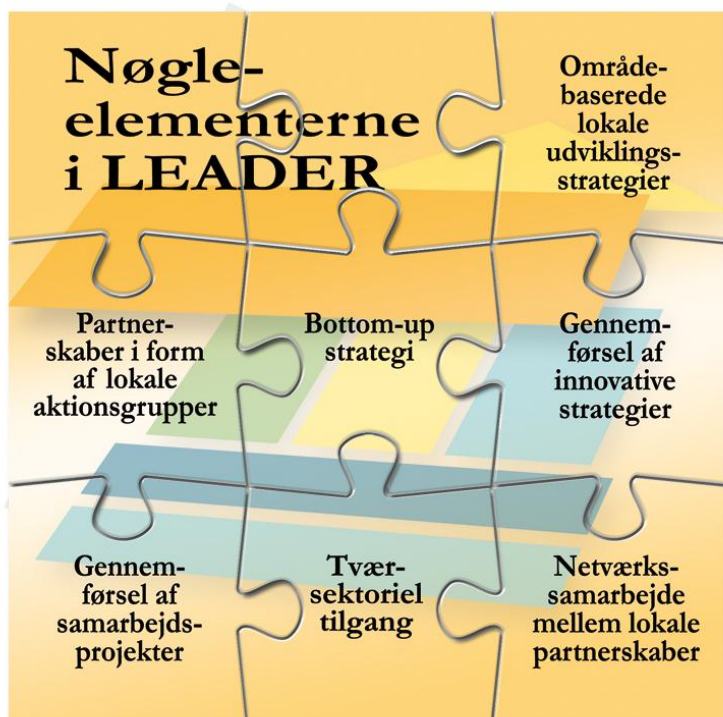 Nøgle-
elementerne
i LEADER
Område-
baserede
lokale
udviklings-
strategier
Partner-
skaber i form
af lokale
aktionsgrupper
Bottom-up
strategi
Gennem-
førsel af
innovative
strategier
Gennem-
førsel af
samarbejds-
projekter
Tvær-
sektoriel
tilgang
Netværks-
samarbejde
mellem lokale
partnerskaber